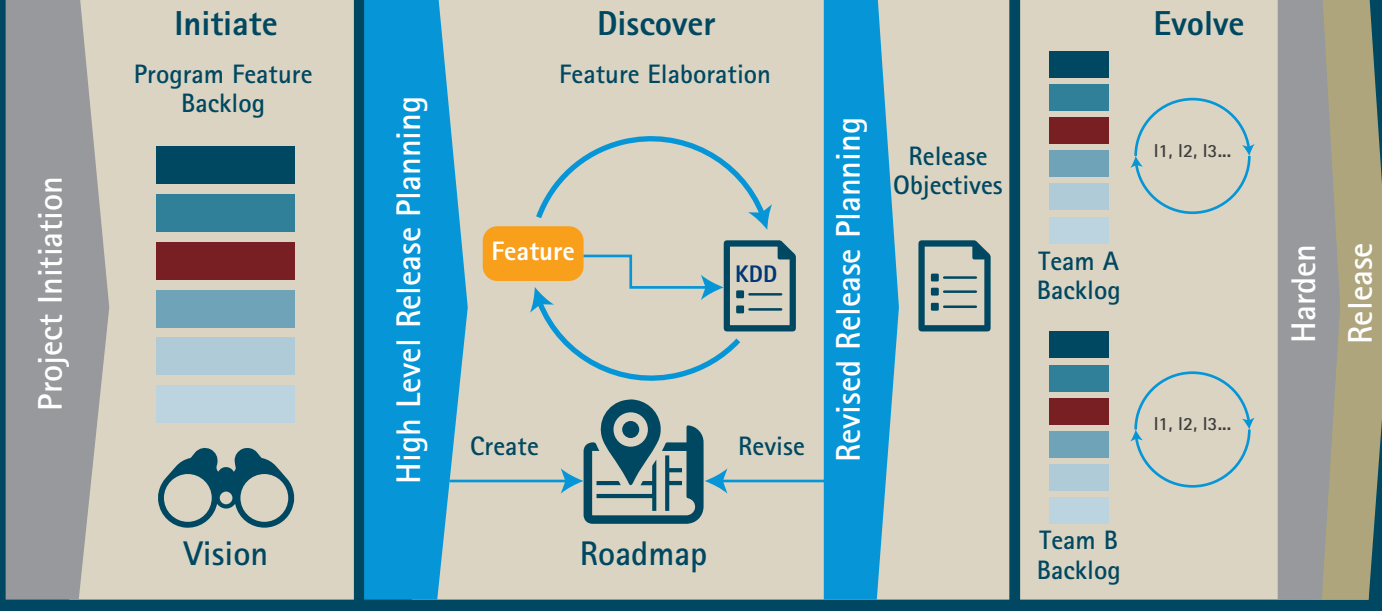 Project Initiation
Initiate
Program Feature
Backlog
Vision
High Level Release Planning
Discover
Feature Elaboration
Feature
KDD
Create
Revise
Roadmap
Revised Release Planning
Release
Objectives
Evolve
I1, I2, I3...
Team A
Backlog
I1, I2, I3...
Team B
Backlog
Harden
Release